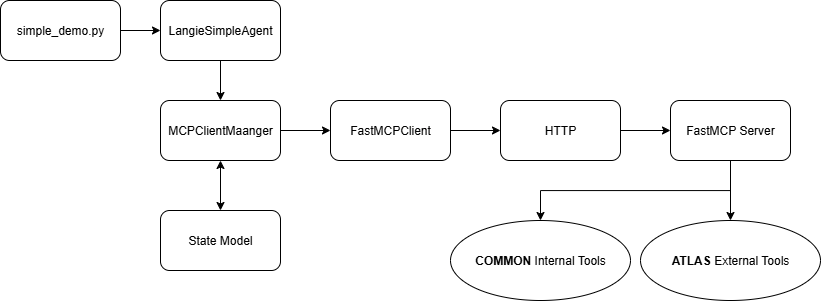 simple_demo.py
LangieSimpleAgent
MCPClientMaanger
FastMCPClient
HTTP
FastMCP Server
State Model
COMMON Internal Tools
ATLAS External Tools